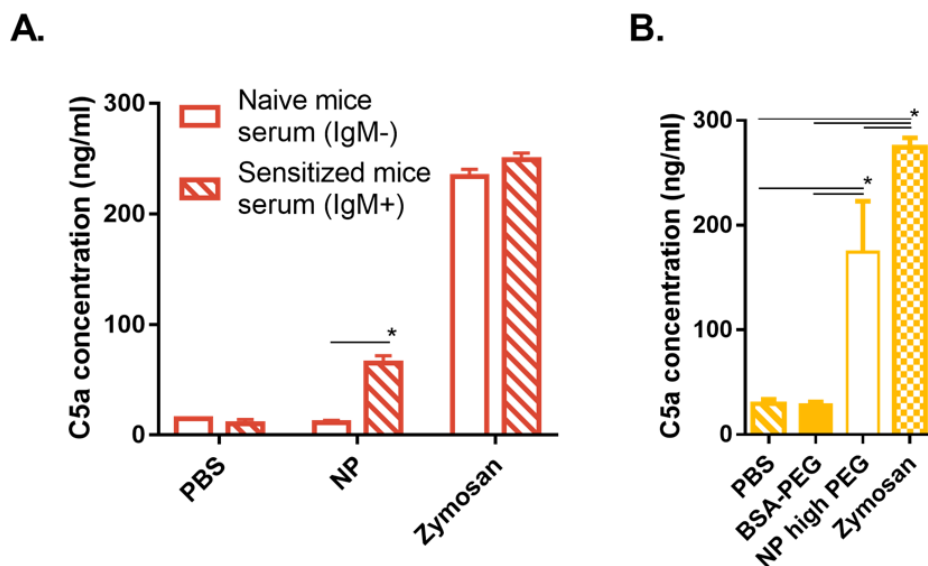 A.
C5a concentration (ng/ml)
300
200
100
0
Naive mice
serum (IgM-)
Sensitized mice
serum (IgM+)
*
PBS
NP
Zymosan
B.
C5a concentration (ng/ml)
300
200
100
0
*
*
PBS
BSA-PEG
NP high PEG
Zymosan